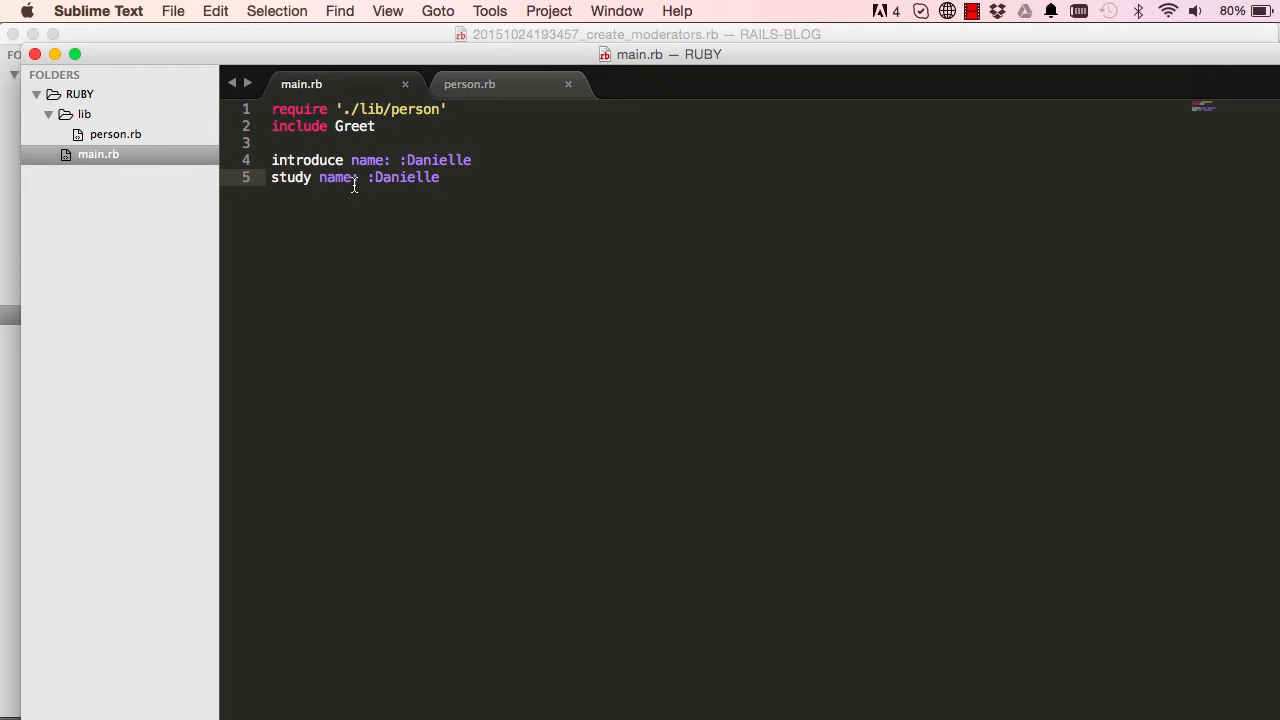 Sublime Text File Edit Selection Find View Goto Tools Project Window Help 4 80%
20151024193457_create_moderators.rb — RAILS-BLOG
FO
main.rb — RUBY
FOLDERS
RUBY
lib
person.rb
main.rb
main.rb × person.rb ×
1 require './lib/person'
2 include Greet
3
4 introduce name: :Danielle
5 study name: :Danielle